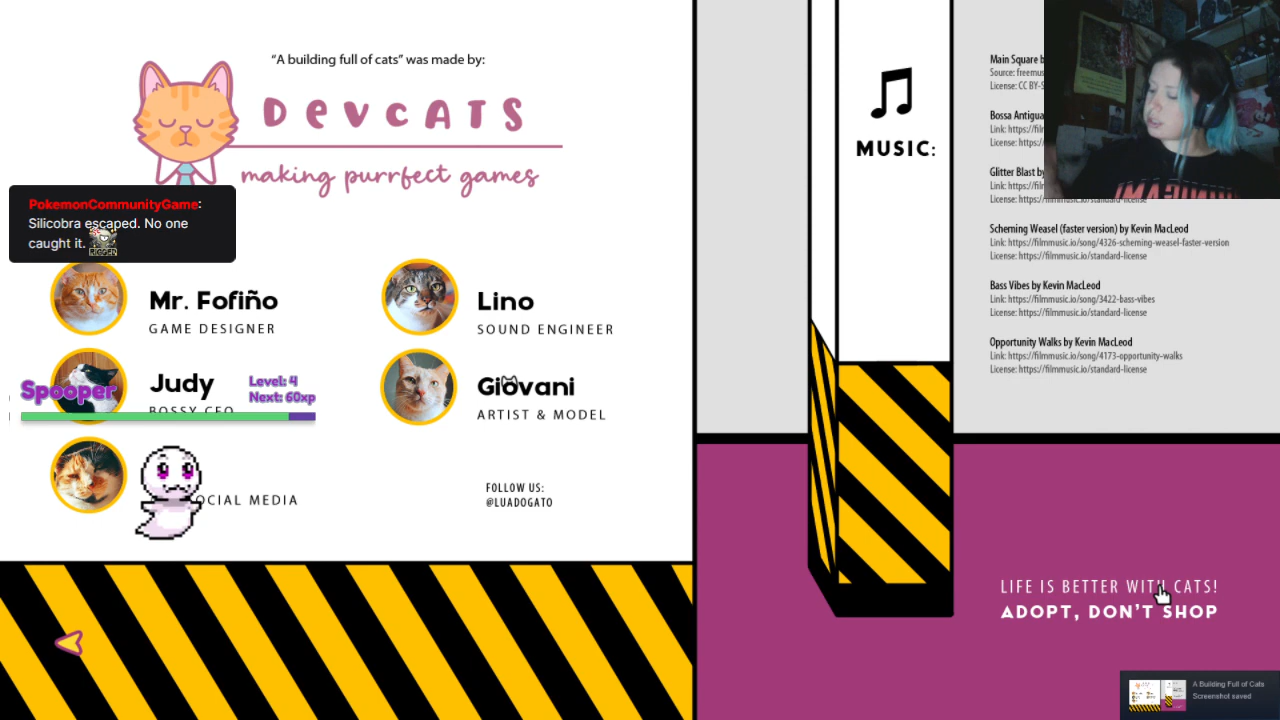 “A building full of cats” was made by:
DEVCATS
making purrfect games
PokemonCommunityGame:
Silicobra escaped. No one
caught it.
RIGGED
Mr. Fofiño
GAME DESIGNER
Lino
SOUND ENGINEER
Spooper
Level: 4
Next: 60xp
Judy
BOSSY CEO
Giovani
ARTIST & MODEL
SOCIAL MEDIA
FOLLOW US:
@LUADOGATO
MUSIC:
Main Square b
Source: freemus
License: CC BY-S
Bossa Antigua
Link: https://fil
License: https:/
Glitter Blast by
Link: https://fil
License: https://filmmusic.io/standard-license
Scheming Weasel (faster version) by Kevin MacLeod
Link: https://filmmusic.io/song/4326-scheming-weasel-faster-version
License: https://filmmusic.io/standard-license
Bass Vibes by Kevin MacLeod
Link: https://filmmusic.io/song/3422-bass-vibes
License: https://filmmusic.io/standard-license
Opportunity Walks by Kevin MacLeod
Link: https://filmmusic.io/song/4173-opportunity-walks
License: https://filmmusic.io/standard-license
LIFE IS BETTER WITH CATS!
ADOPT, DON'T SHOP
A Building Full of Cats
Screenshot saved